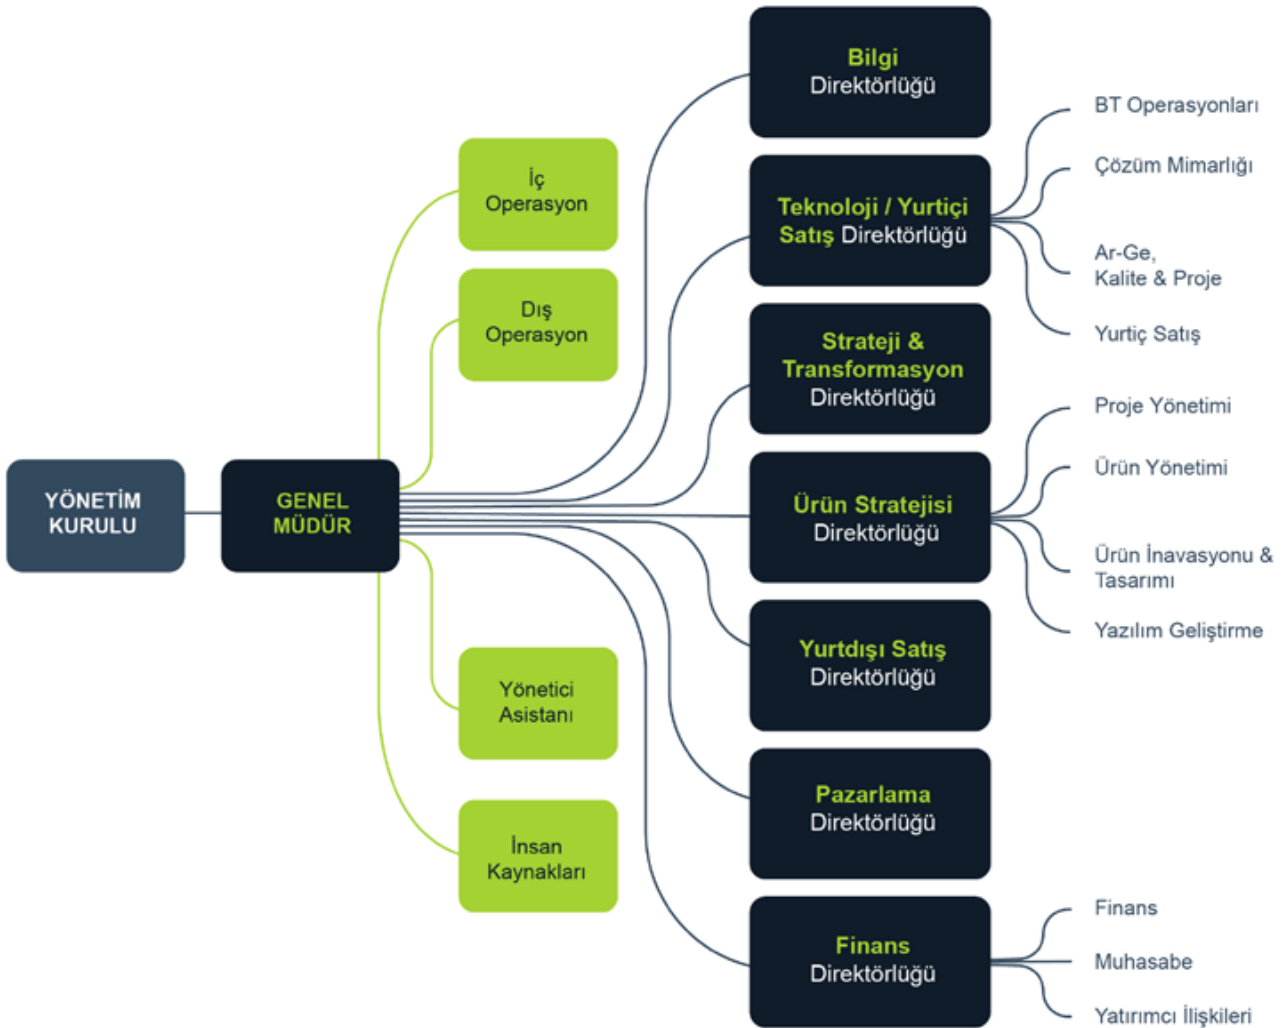 YÖNETİM
KURULU
GENEL
MÜDÜR
İç
Operasyon
Dış
Operasyon
Yönetici
Asistanı
İnsan
Kaynakları
Bilgi
Direktörlüğü
Teknoloji / Yurtiçi
Satış Direktörlüğü
BT Operasyonları
Çözüm Mimarlığı
Ar-Ge,
Kalite & Proje
Yurtiç Satış
Strateji &
Transformasyon
Direktörlüğü
Ürün Stratejisi
Direktörlüğü
Proje Yönetimi
Ürün Yönetimi
Ürün İnavasyonu &
Tasarımı
Yazılım Geliştirme
Yurtdışı Satış
Direktörlüğü
Pazarlama
Direktörlüğü
Finans
Direktörlüğü
Finans
Muhasabe
Yatırımcı İlişkileri